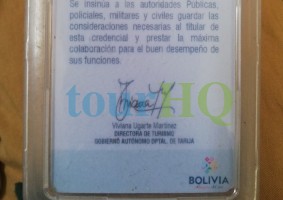 Se insinúa a las autoridades Públicas,
policiales, militares y civiles guardar las
consideraciones necesarias al titular de
esta credencial y prestar la máxima
colaboración para el buen desempeño de
sus funciones.
tourHQ
Viviana Ugarte Martinez
DIRECTORA DE TURISMO
GOBIERNO AUTÓNOMO DPTAL. DE TARIJA
BOLIVIA